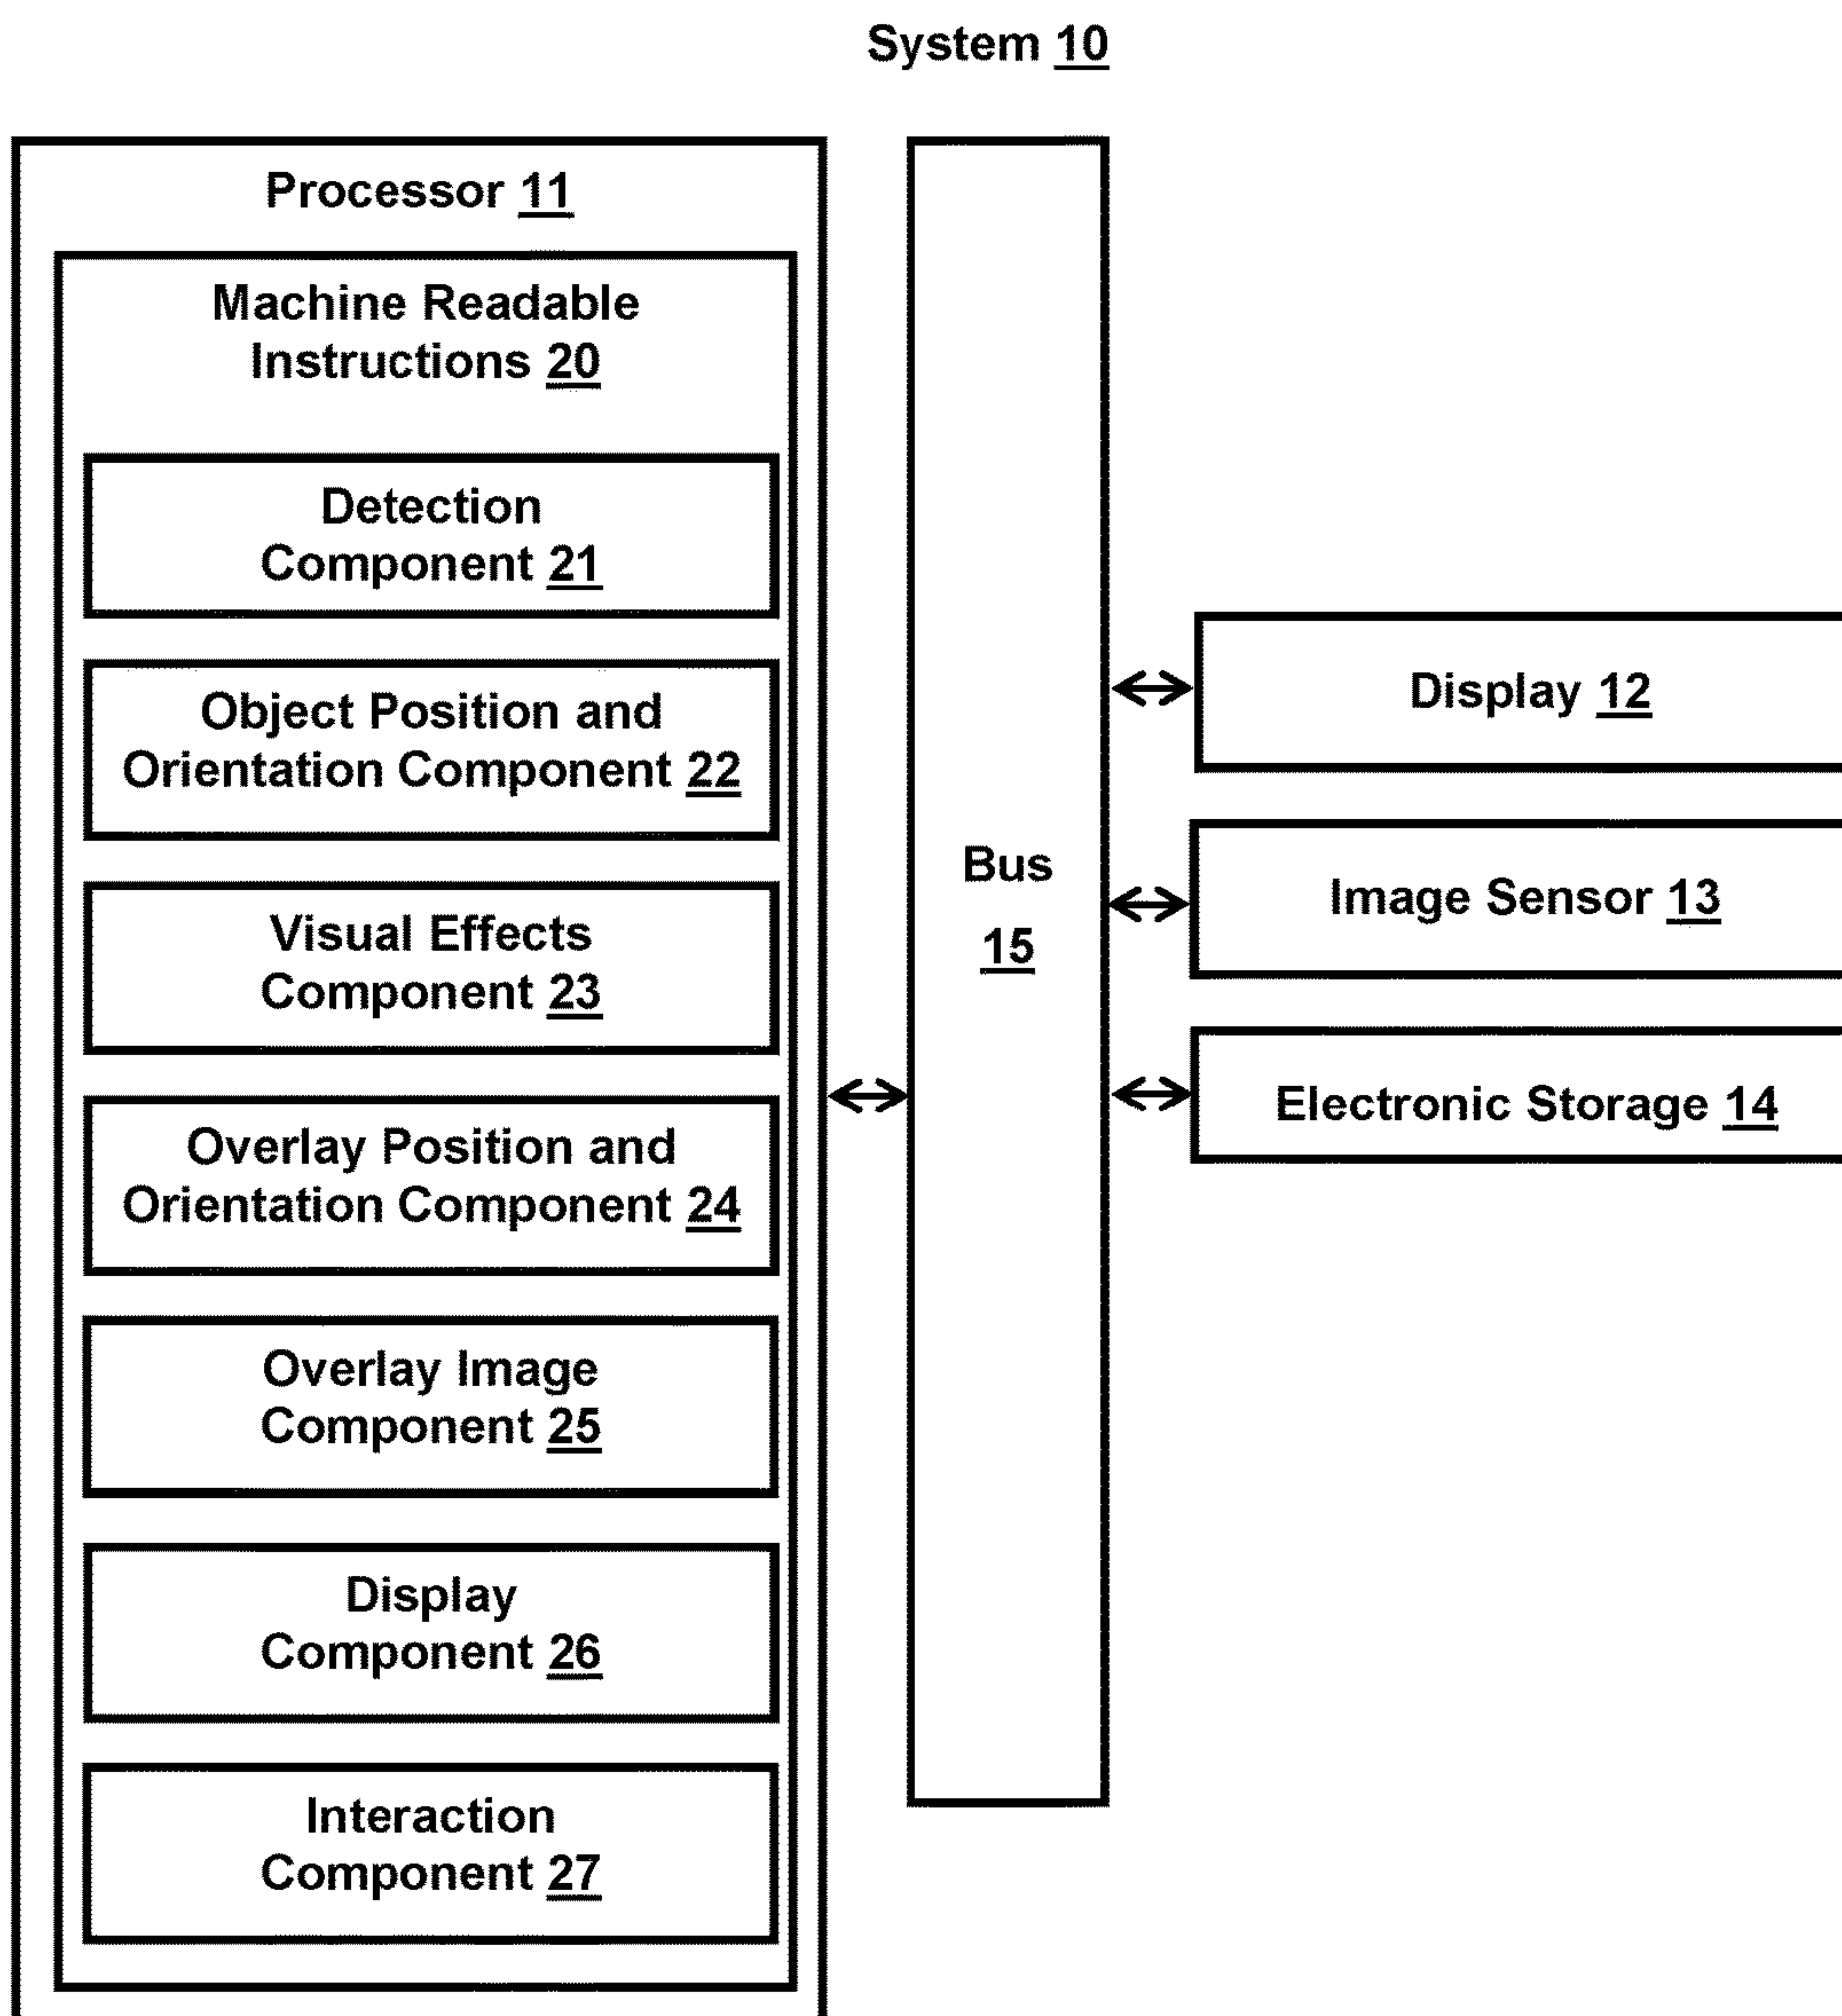 System 10
Processor 11
Machine Readable
Instructions 20
Detection
Component 21
Object Position and
Orientation Component 22
Visual Effects
Component 23
Overlay Position and
Orientation Component 24
Overlay Image
Component 25
Display
Component 26
Interaction
Component 27
Bus
15
Display 12
Image Sensor 13
Electronic Storage 14